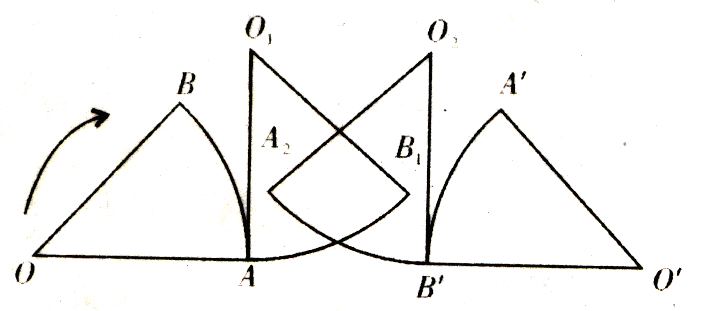 O₁ O₂
B A'
A₂ B₁
O A B' O'